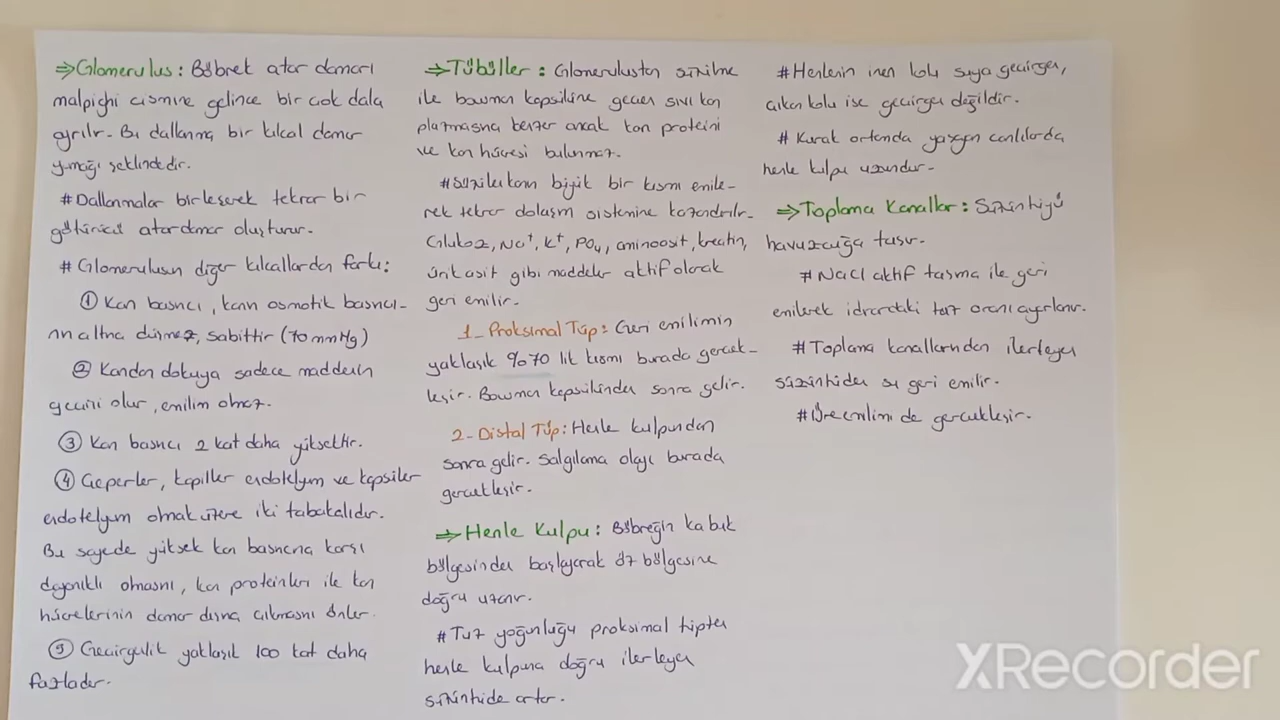 ⇒Glomerulus: Böbrek atar damarı
malpighi cismine gelince bir çok dala
ayrılır. Bu dallanma bir kılcal damar
yumağı şeklindedir.
#Dallanmalar birleşerek tekrar bir
götürücü atardamar oluşturur.
# Glomerulusun diğer kılcallardan farkı:
① Kan basıncı, kanın osmotik basıncı-
nın altına düşmez, sabittir (70 mmHg)
② Kandan dokuya sadece maddenin
geçişi olur, emilim olmaz.
③ Kan basıncı 2 kat daha yüksektir.
④ Çeperler, kapiller endotelyum ve kapsüler
endotelyum olmak üzere iki tabakalıdır.
Bu sayede yüksek kan basıncına karşı
dayanıklı olmasını, kan proteinleri ile kan
hücrelerinin damar dışına çıkmasını önler.
⑤ Geçirgenlik yaklaşık 100 kat daha
fazladır.
⇒Tübüller: Glomerulustan süzülme
ile bowman kapsülüne geçen sıvı kan
plazmasına benzer ancak kan proteini
ve kan hücresi bulunmaz.
#Süzülen kanın büyük bir kısmı emile-
rek tekrar dolaşım sistemine kazandırılır.
Glukoz, Na⁺, K⁺, PO₄, aminoasit, kreatin,
ürik asit gibi maddeler aktif olarak
geri emilir.
1- Proksimal Tüp: Geri emilimin
yaklaşık %70 lik kısmı burada gerçek-
leşir. Bowman kapsülünden sonra gelir.
2- Distal Tüp: Henle kulpundan
sonra gelir. Salgılama olayı burada
gerçekleşir.
⇒ Henle Kulpu: Böbreğin kabuk
bölgesinden başlayarak öz bölgesine
doğru uzanır.
# Tuz yoğunluğu proksimal tüpten
henle kulpuna doğru ilerleyen
süzüntüde artar.
#Henlenin inen kolu suya geçirgen,
çıkan kolu ise geçirgen değildir.
# Kurak ortamda yaşayan canlılarda
henle kulpu uzundur.
⇒Toplama Kanalları: Süzüntüyü
havuzcuğa taşır.
# NaCl aktif taşıma ile geri
emilerek idrardaki tuz oranı ayarlanır.
# Toplama kanallarından ilerleyen
süzüntüden su geri emilir.
#Üre emilimi de gerçekleşir.
XRecorder